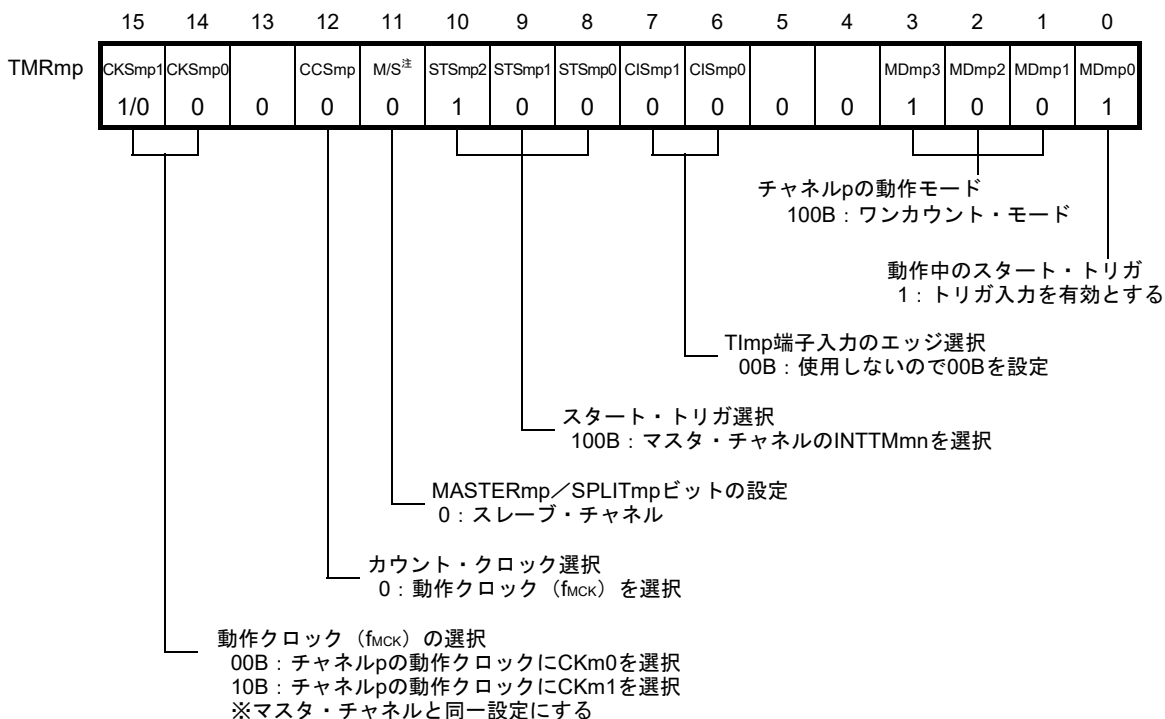 15 14 13 12 11 10 9 8 7 6 5 4 3 2 1 0
TMRmp CKSmp1 CKSmp0 CCSmp M/S注 STSmp2 STSmp1 STSmp0 CISmp1 CISmp0 MDmp3 MDmp2 MDmp1 MDmp0
1/0 0 0 0 0 1 0 0 0 0 0 0 1 0 0 1
チャネルpの動作モード
100B：ワンカウント・モード
動作中のスタート・トリガ
1：トリガ入力を有効とする
TImp端子入力のエッジ選択
00B：使用しないので00Bを設定
スタート・トリガ選択
100B：マスタ・チャネルのINTTMmnを選択
MASTERmp／SPLITmpビットの設定
0：スレーブ・チャネル
カウント・クロック選択
0：動作クロック（fMCK）を選択
動作クロック（fMCK）の選択
00B：チャネルpの動作クロックにCKm0を選択
10B：チャネルpの動作クロックにCKm1を選択
※マスタ・チャネルと同一設定にする